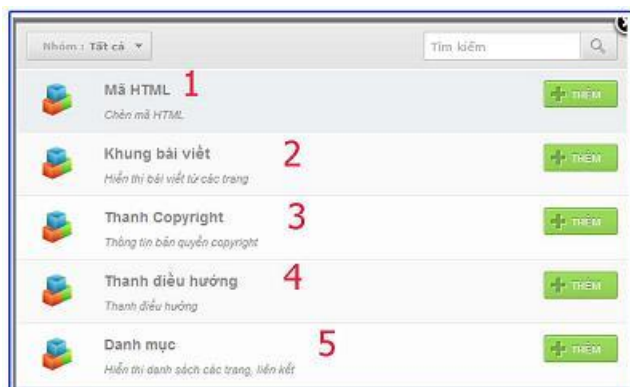 Nhóm : Tất cả
Tìm kiếm
Mã HTML 1
THÊM
Chèn mã HTML
Khung bài viết 2
THÊM
Hiển thị bài viết từ các trang
Thanh Copyright 3
THÊM
Thông tin bản quyền copyright
Thanh điều hướng 4
THÊM
Thanh điều hướng
Danh mục 5
THÊM
Hiển thị danh sách các trang, liên kết